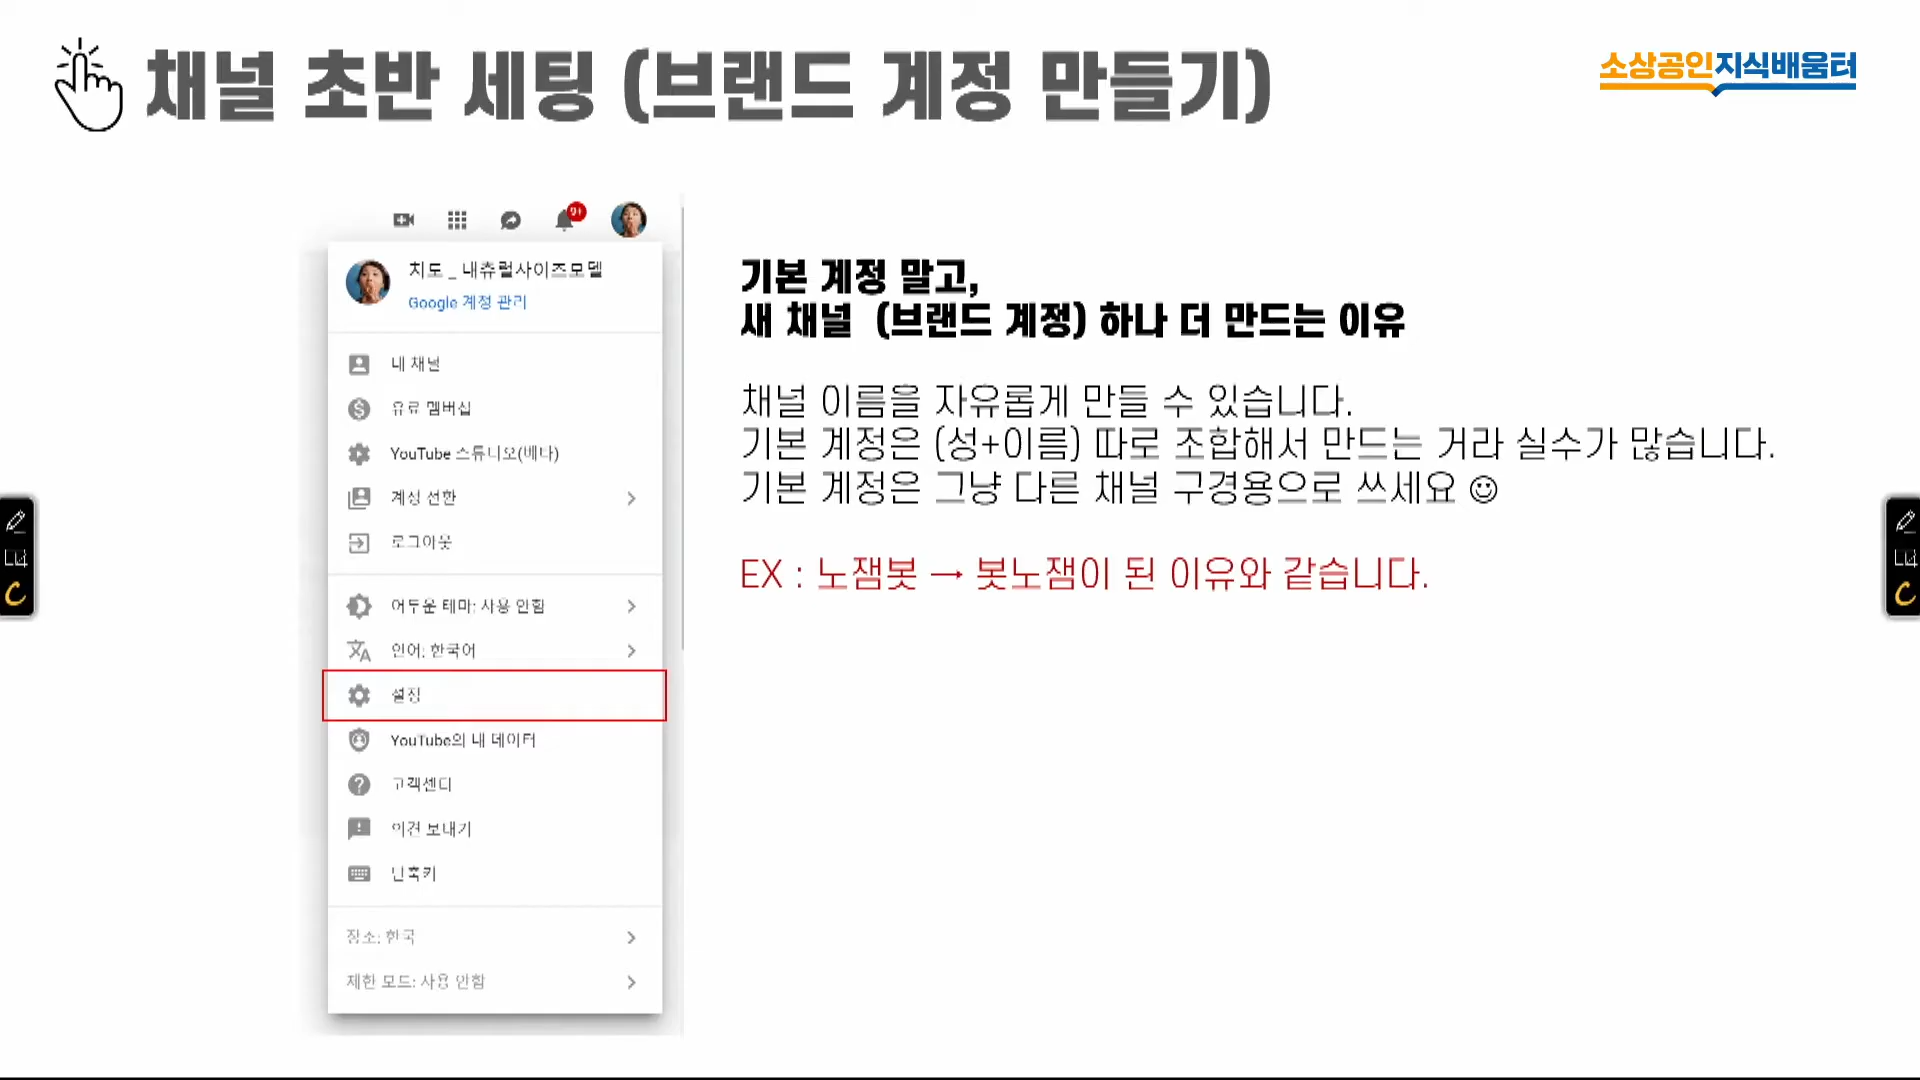 채널 초반 세팅 (브랜드 계정 만들기)
소상공인지식배움터
9+
치도 _ 내츄럴사이즈모델
Google 계정 관리
내 채널
유료 멤버십
YouTube 스튜디오(베타)
계정 전환
로그아웃
어두운 테마: 사용 안함
언어: 한국어
설정
YouTube의 내 데이터
고객센터
의견 보내기
단축키
장소: 한국
제한 모드: 사용 안함
기본 계정 말고,
새 채널 (브랜드 계정) 하나 더 만드는 이유
채널 이름을 자유롭게 만들 수 있습니다.
기본 계정은 (성+이름) 따로 조합해서 만드는 거라 실수가 많습니다.
기본 계정은 그냥 다른 채널 구경용으로 쓰세요 ☺
EX : 노잼봇 → 봇노잼이 된 이유와 같습니다.